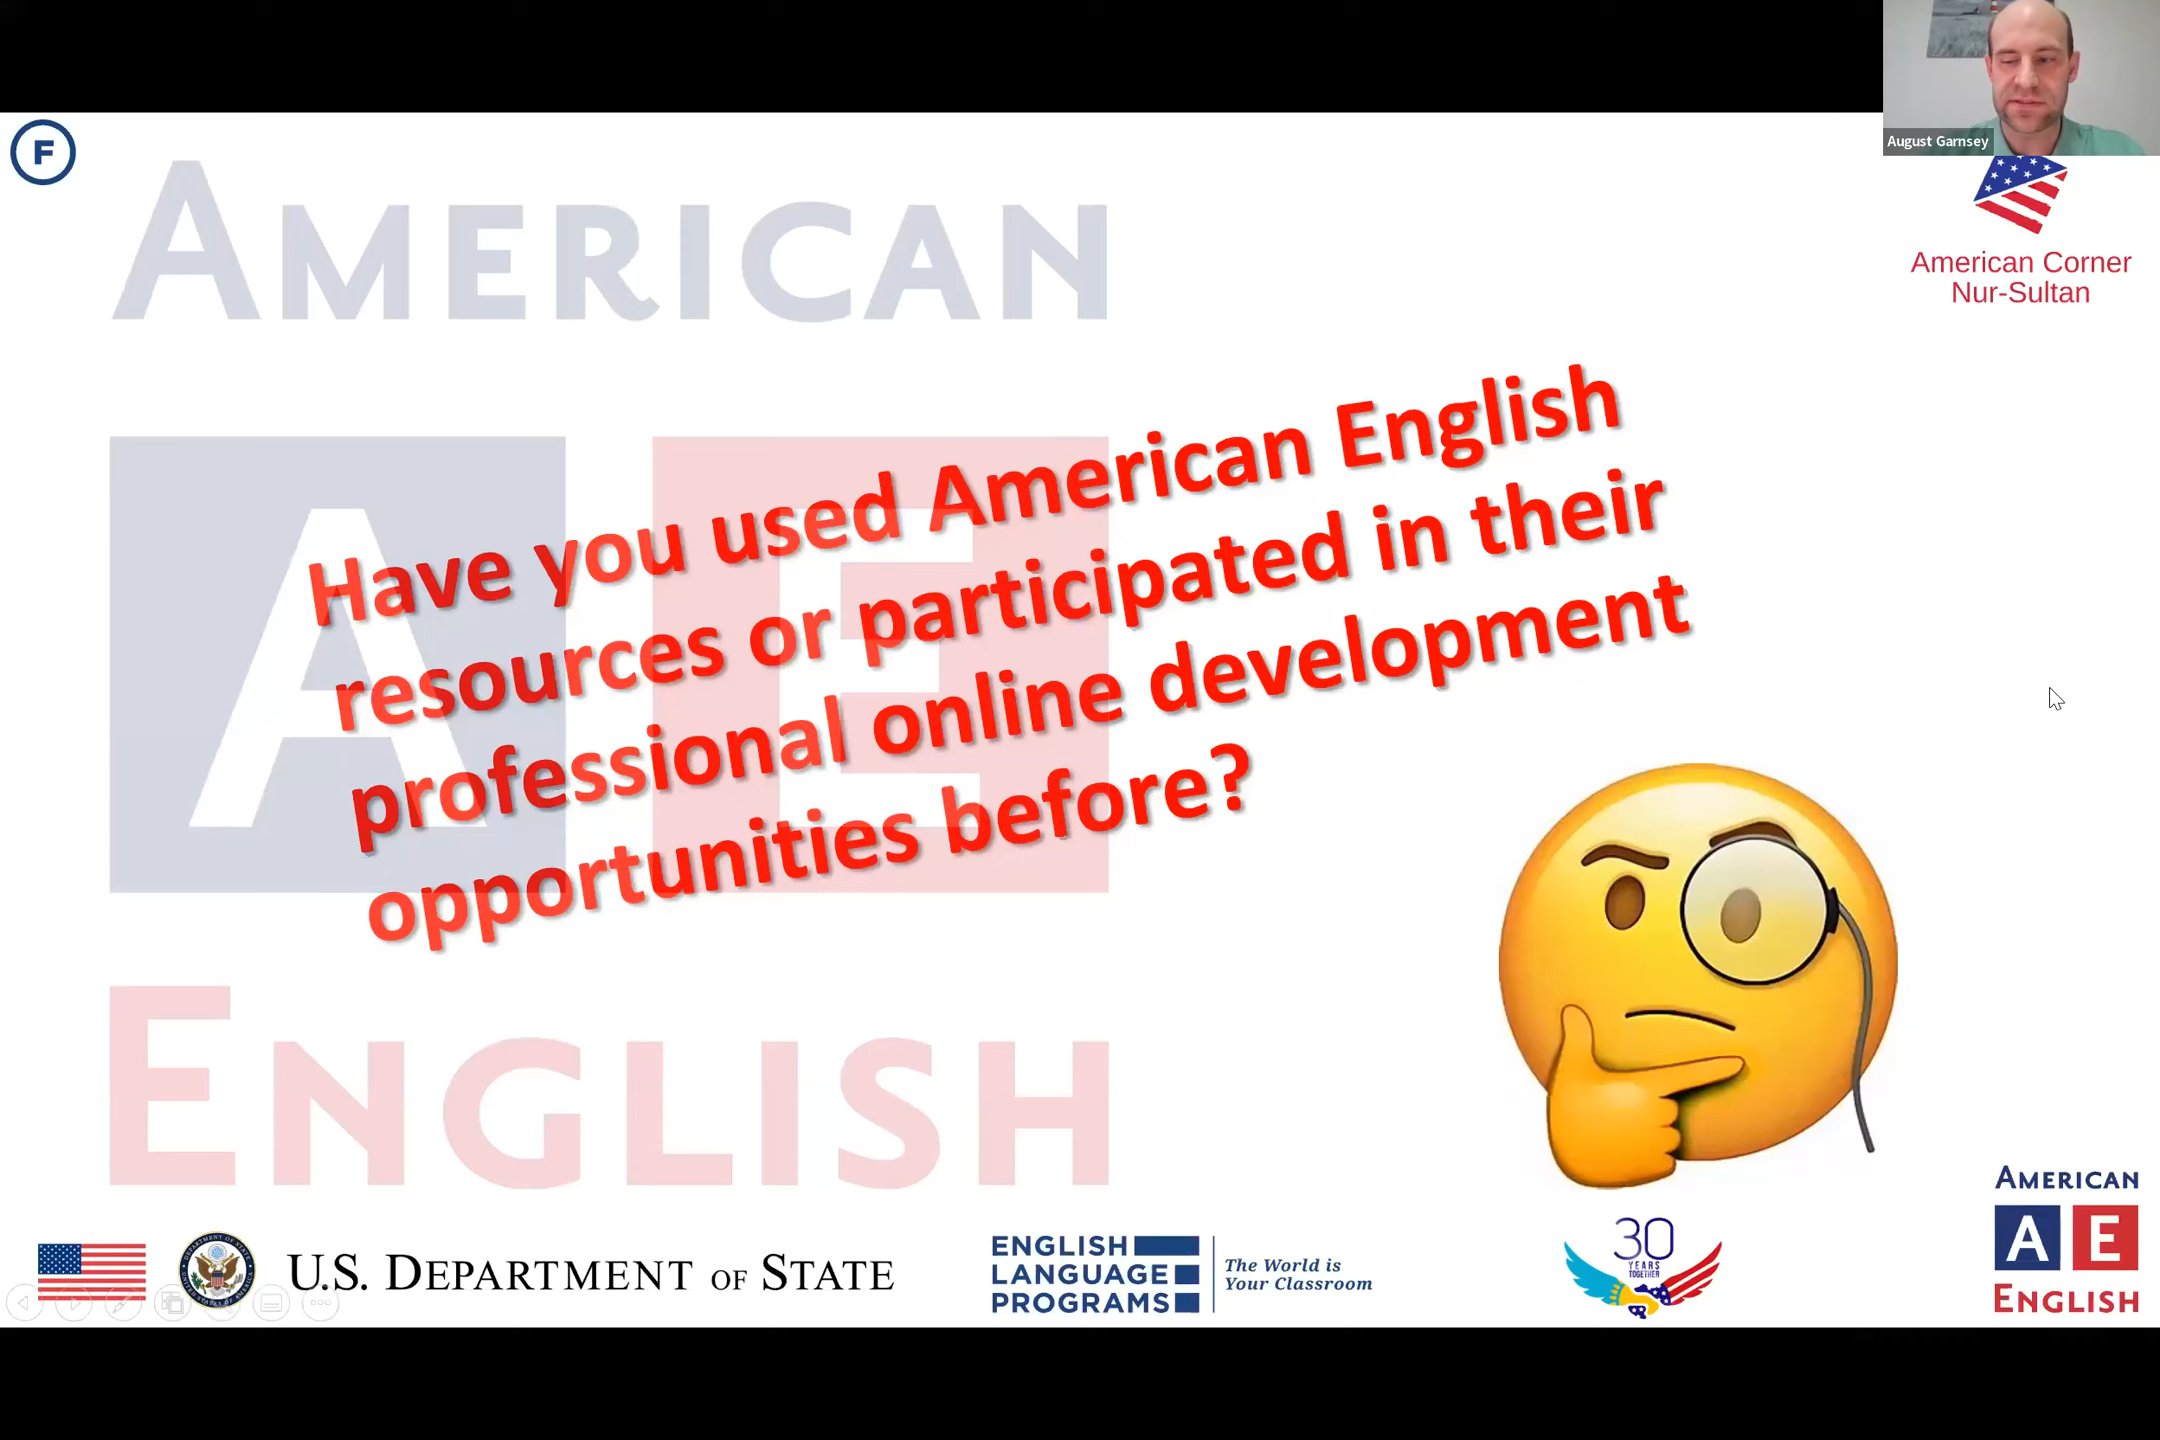 August Garnsey
F
AMERICAN
American Corner
Nur-Sultan
Have you used American English
resources or participated in their
professional online development
opportunities before?
A E
ENGLISH
U.S. DEPARTMENT OF STATE
ENGLISH
LANGUAGE
PROGRAMS
The World is
Your Classroom
30
YEARS
TOGETHER
AMERICAN
A E
ENGLISH